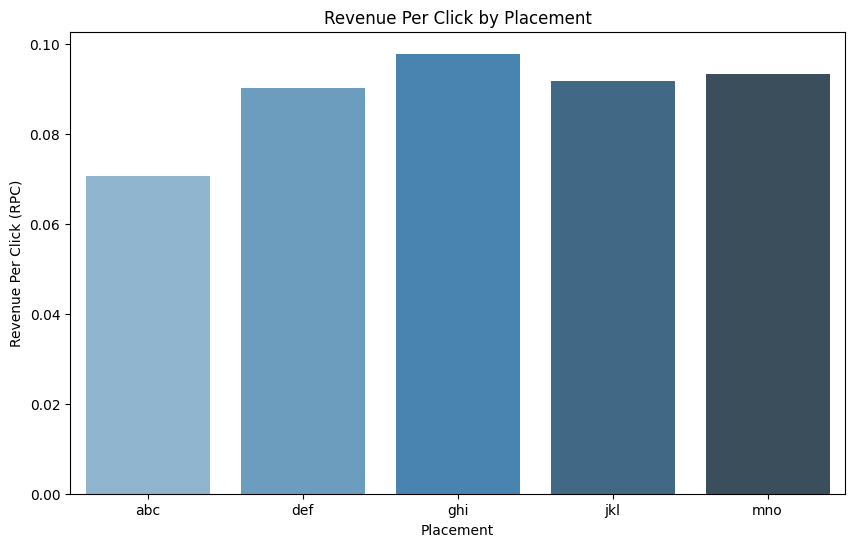 Revenue Per Click by Placement
Revenue Per Click (RPC)
0.10
0.08
0.06
0.04
0.02
0.00
abc def ghi jkl mno
Placement